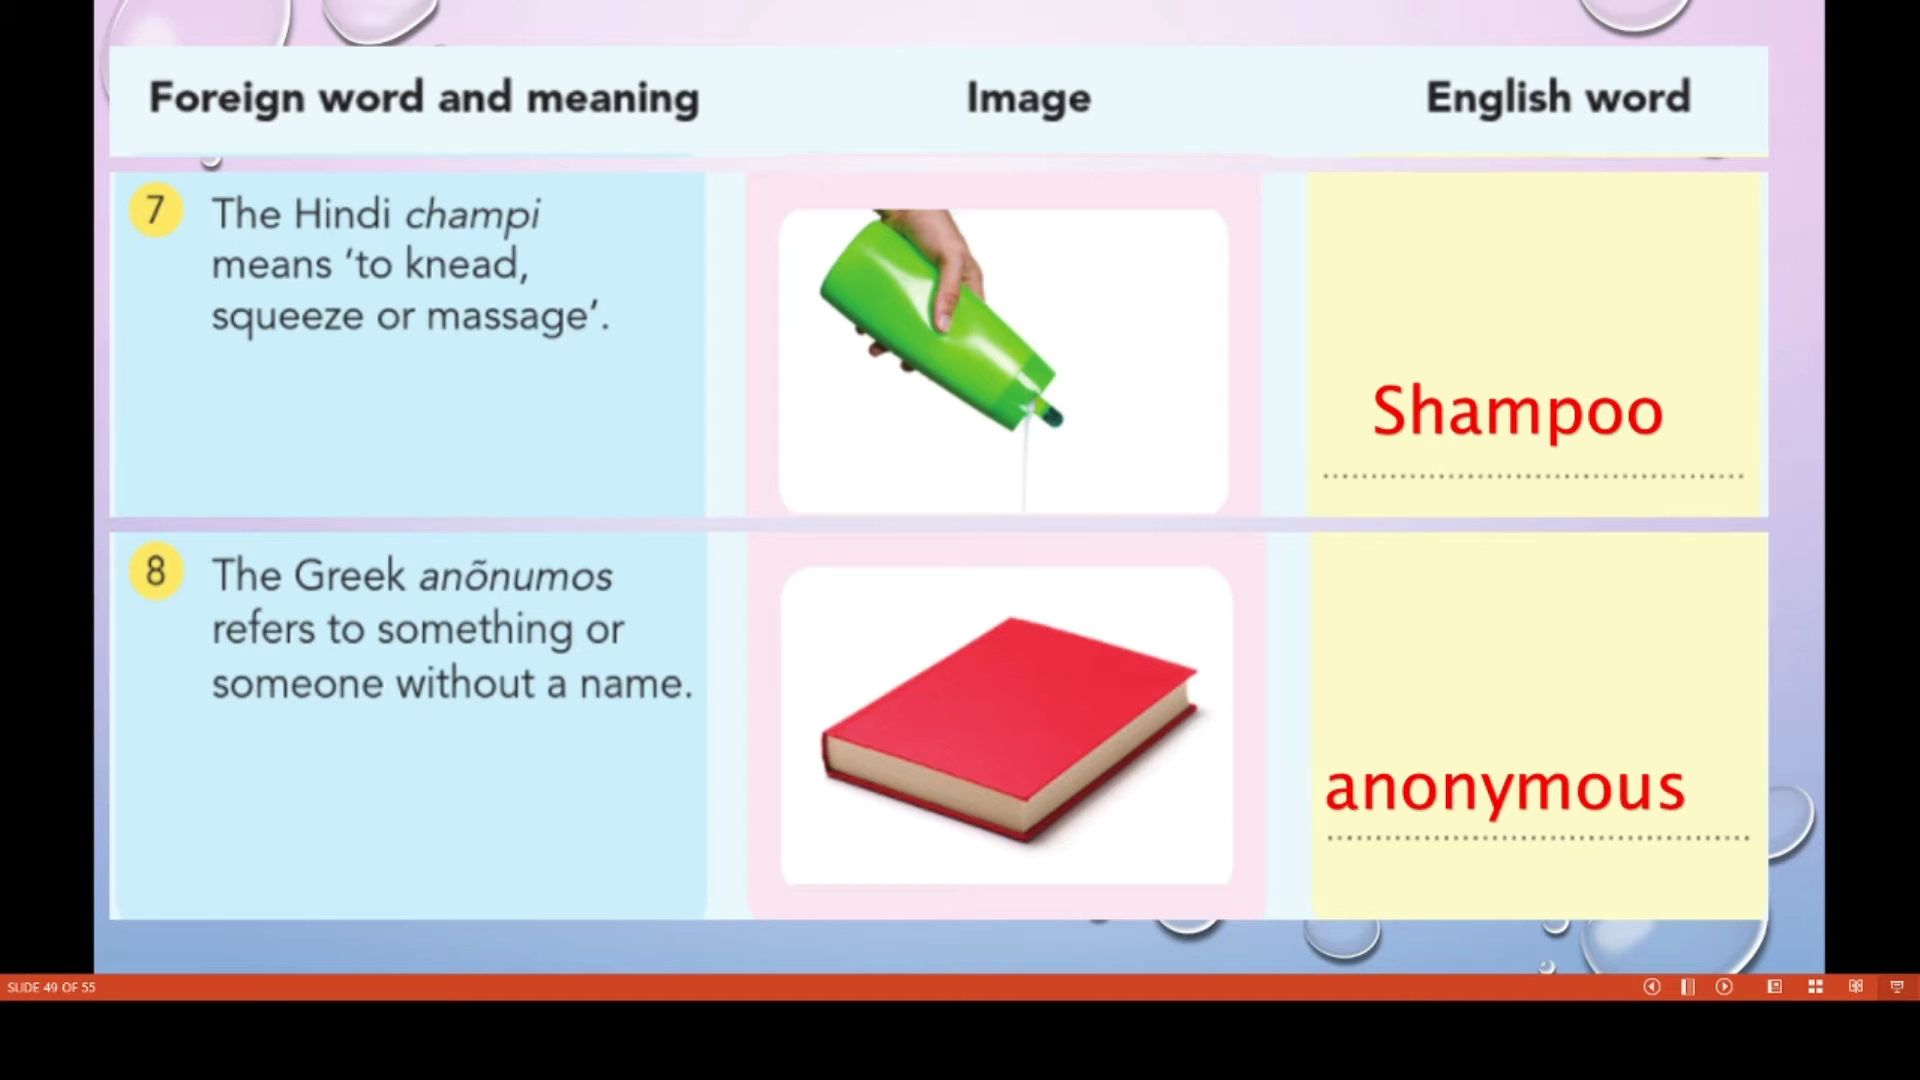 Foreign word and meaning Image English word
7 The Hindi champi
means ‘to knead,
squeeze or massage’.
Shampoo
8 The Greek anõnumos
refers to something or
someone without a name.
anonymous
SLIDE 49 OF 55